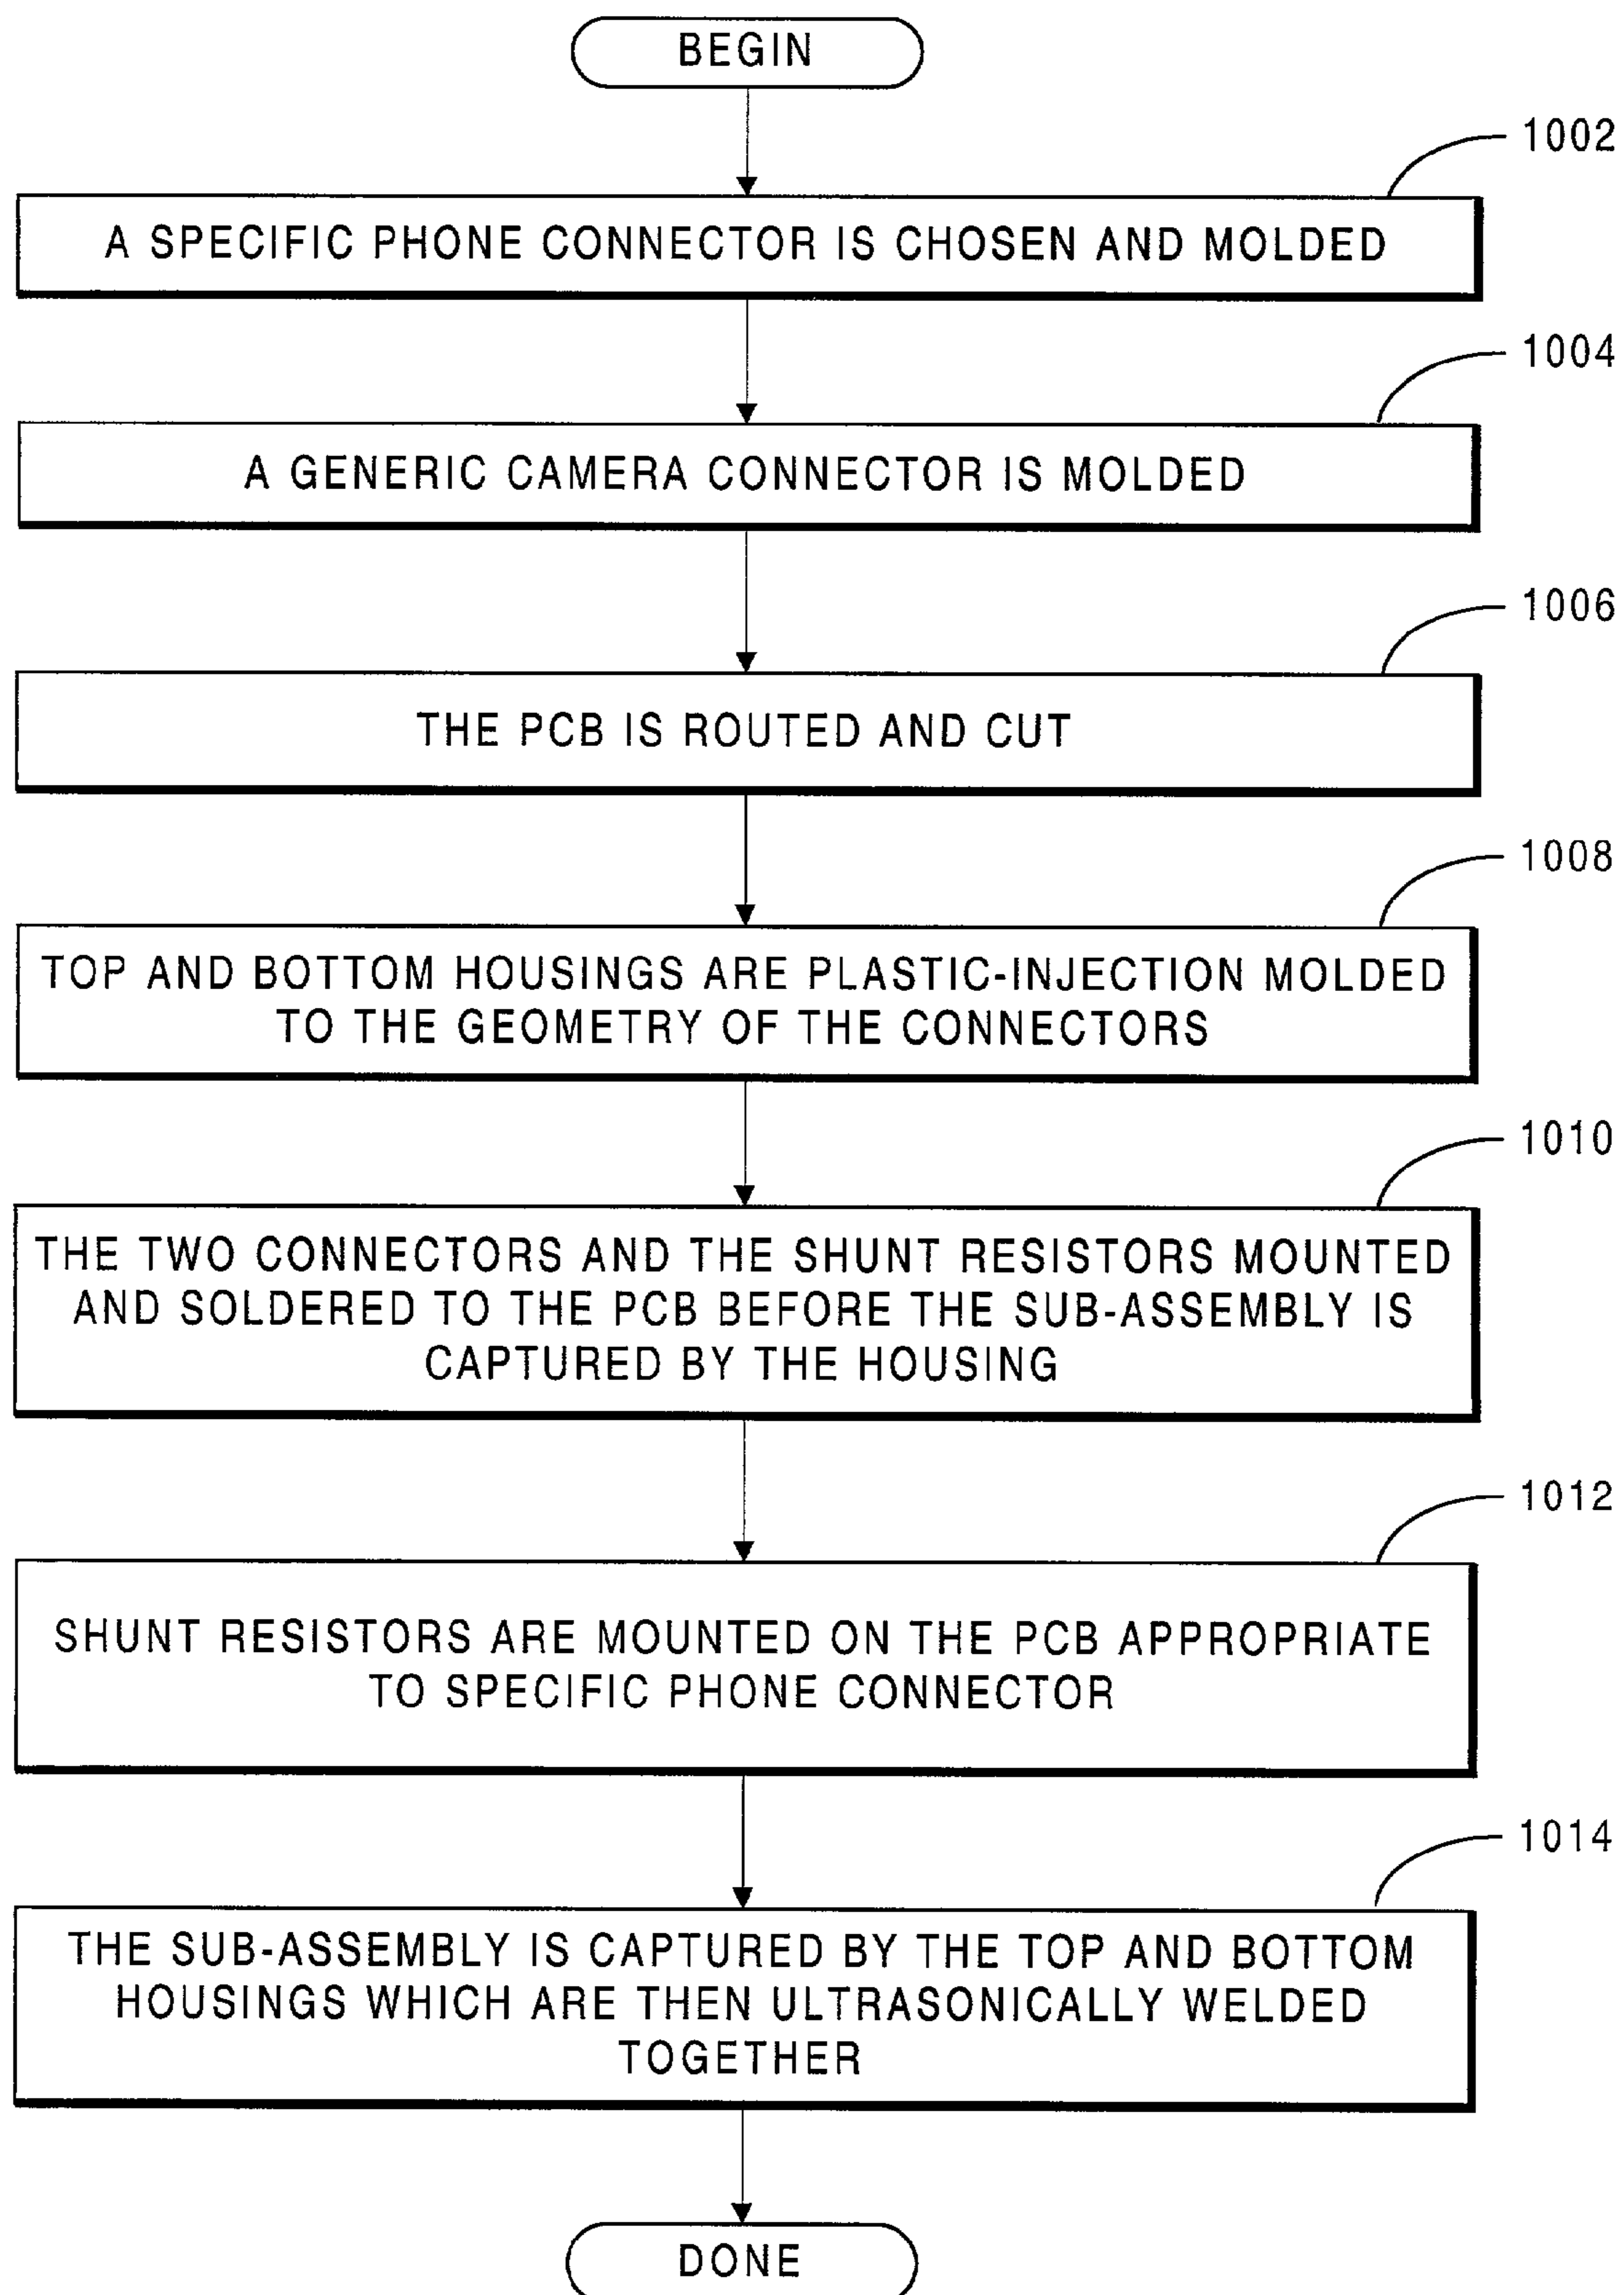 BEGIN
1002
A SPECIFIC PHONE CONNECTOR IS CHOSEN AND MOLDED
1004
A GENERIC CAMERA CONNECTOR IS MOLDED
1006
THE PCB IS ROUTED AND CUT
1008
TOP AND BOTTOM HOUSINGS ARE PLASTIC-INJECTION MOLDED
TO THE GEOMETRY OF THE CONNECTORS
1010
THE TWO CONNECTORS AND THE SHUNT RESISTORS MOUNTED
AND SOLDERED TO THE PCB BEFORE THE SUB-ASSEMBLY IS
CAPTURED BY THE HOUSING
1012
SHUNT RESISTORS ARE MOUNTED ON THE PCB APPROPRIATE
TO SPECIFIC PHONE CONNECTOR
1014
THE SUB-ASSEMBLY IS CAPTURED BY THE TOP AND BOTTOM
HOUSINGS WHICH ARE THEN ULTRASONICALLY WELDED
TOGETHER
DONE